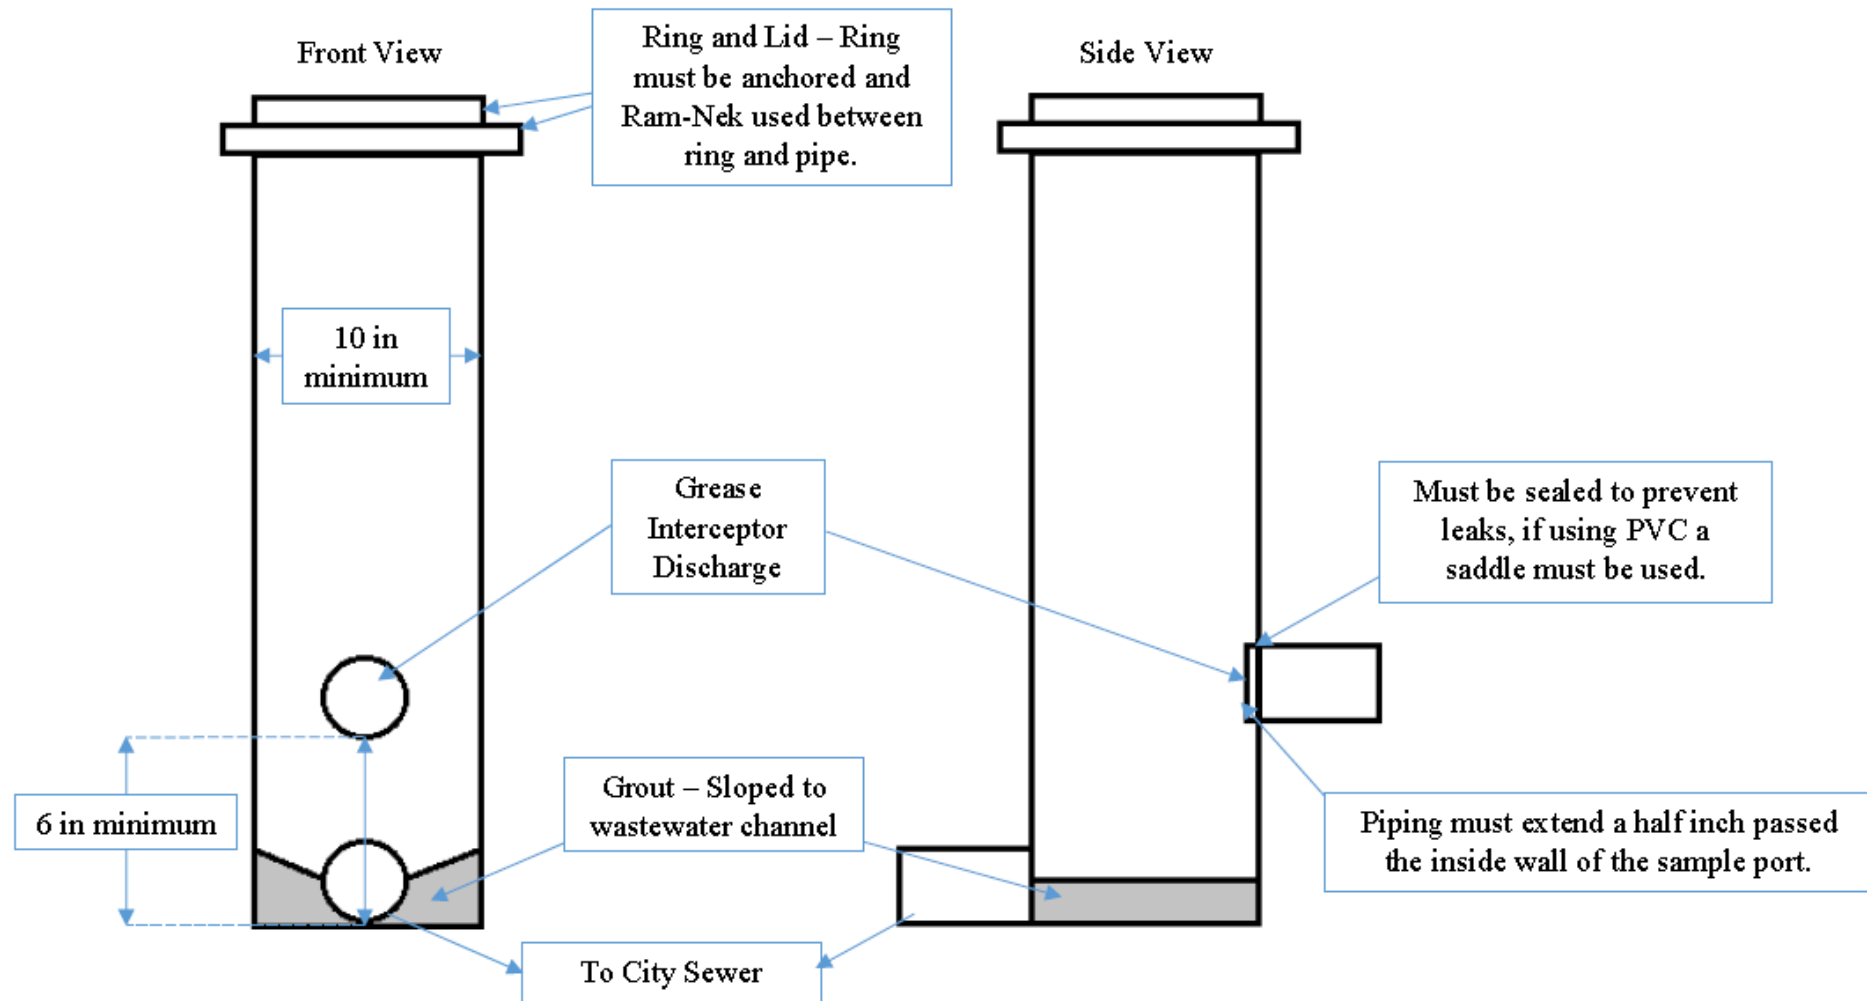 Front View
Ring and Lid – Ring
must be anchored and
Ram-Nek used between
ring and pipe.
Side View
10 in
minimum
Grease
Interceptor
Discharge
Must be sealed to prevent
leaks, if using PVC a
saddle must be used.
6 in minimum
Grout – Sloped to
wastewater channel
Piping must extend a half inch passed
the inside wall of the sample port.
To City Sewer